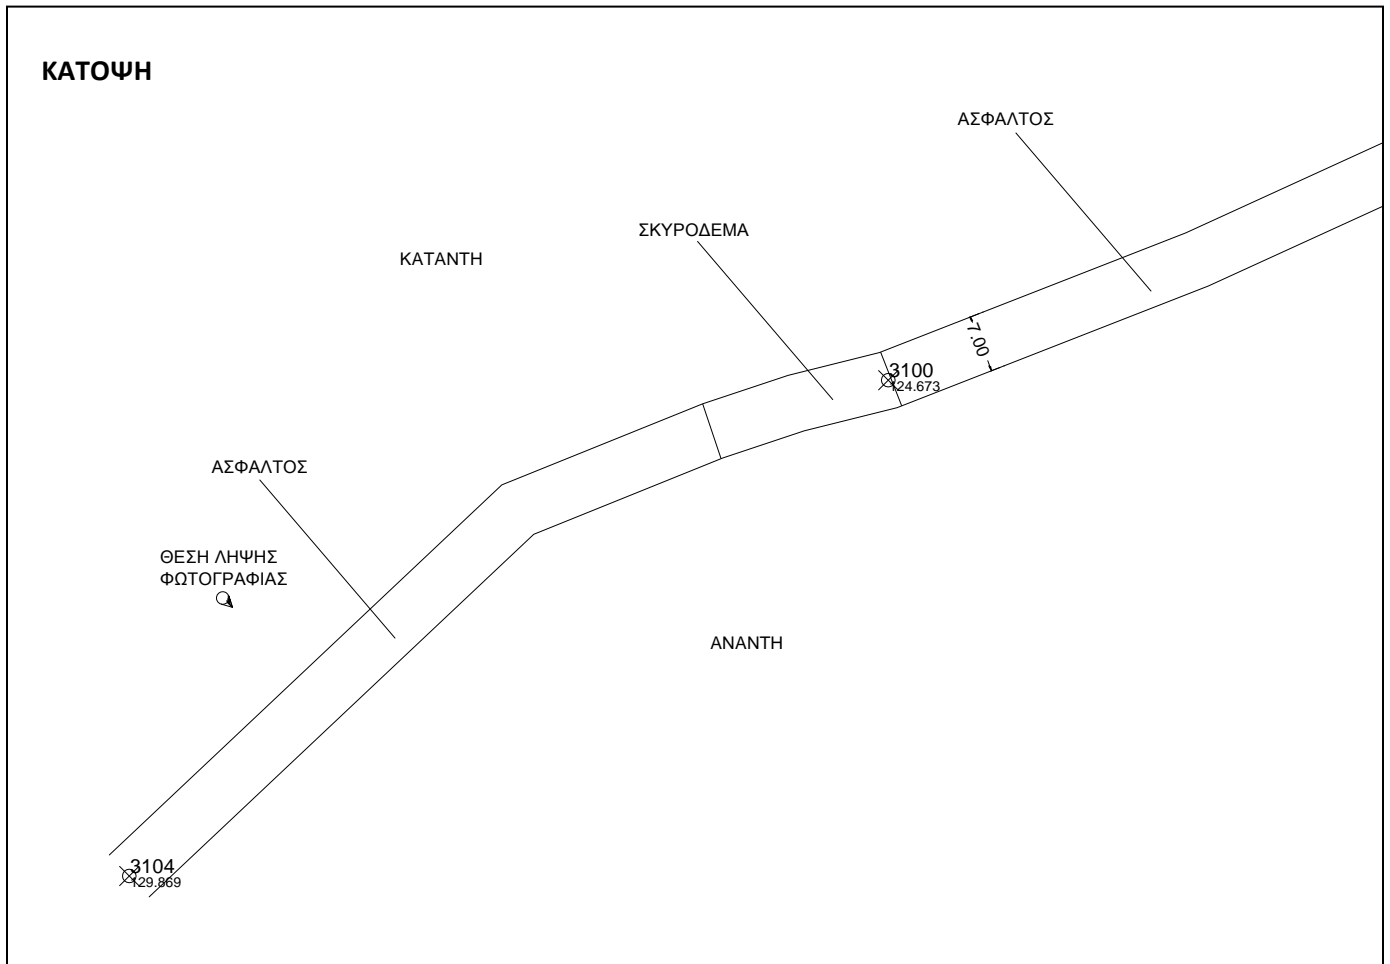 ΚΑΤΟΨΗ
ΑΣΦΑΛΤΟΣ
ΣΚΥΡΟΔΕΜΑ
ΚΑΤΑΝΤΗ
7.00
3100
124.673
ΑΣΦΑΛΤΟΣ
ΘΕΣΗ ΛΗΨΗΣ
ΦΩΤΟΓΡΑΦΙΑΣ
ΑΝΑΝΤΗ
3104
129.869